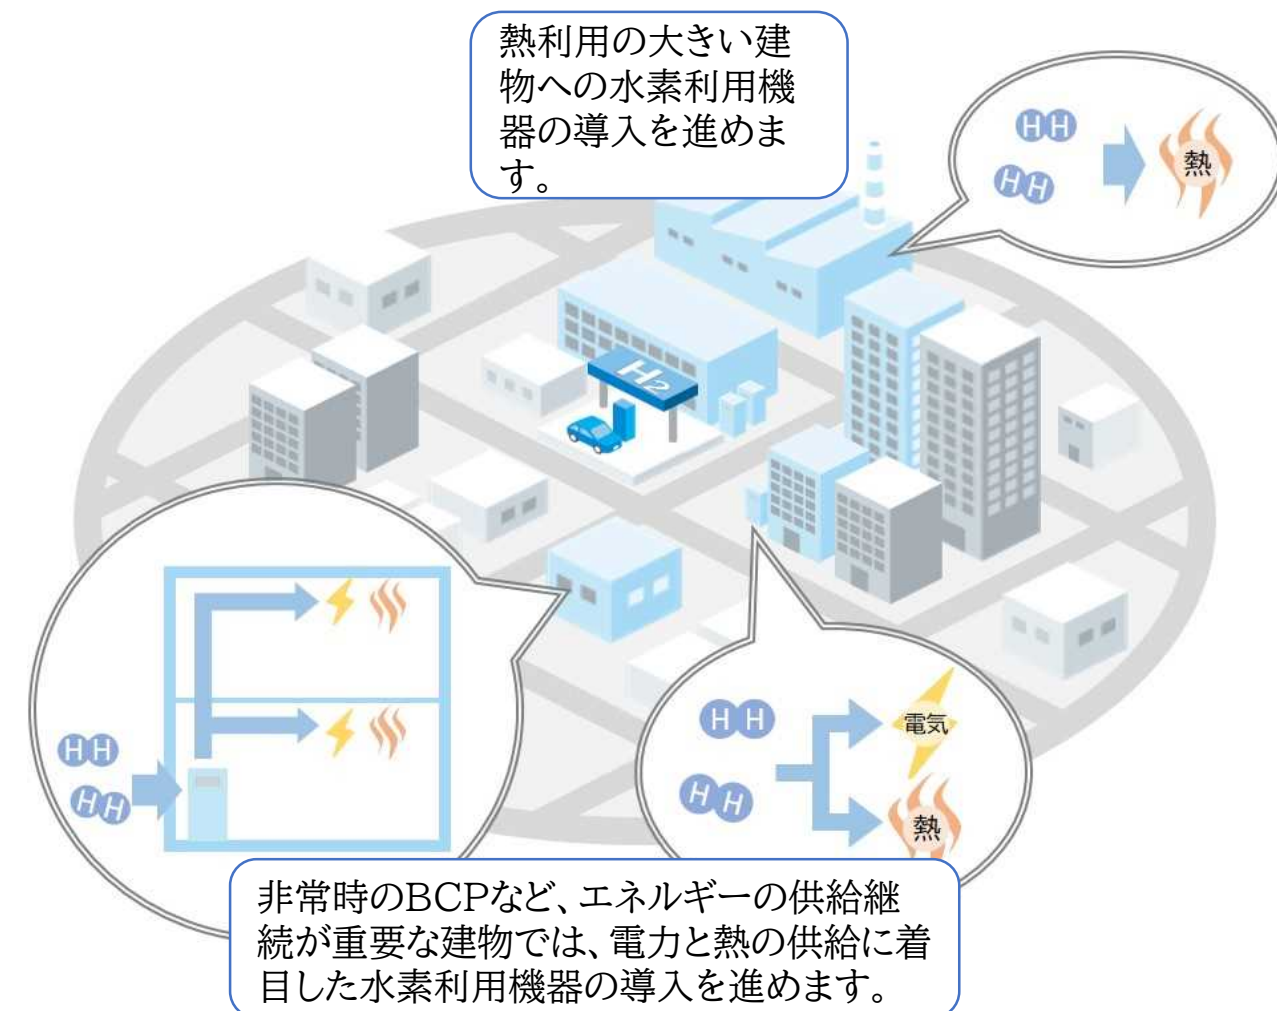 熱利用の大きい建
物への水素利用機
器の導入を進めま
す。
HH
HH
熱
H2
HH
HH
HH
HH
電気
熱
非常時のBCPなど、エネルギーの供給継
続が重要な建物では、電力と熱の供給に着
目した水素利用機器の導入を進めます。